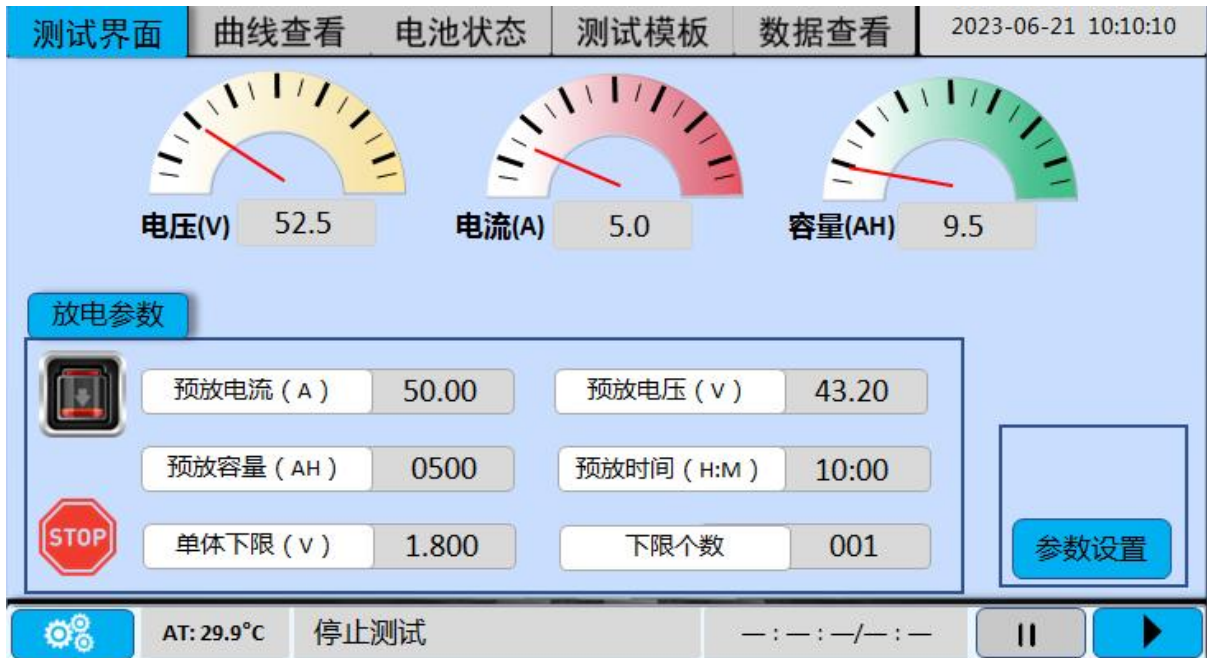 测试界面 曲线查看 电池状态 测试模板 数据查看 2023-06-21 10:10:10
电压(V) 52.5 电流(A) 5.0 容量(AH) 9.5
放电参数
预放电流(A) 50.00 预放电压(V) 43.20
预放容量(AH) 0500 预放时间(H:M) 10:00
STOP 单体下限(V) 1.800 下限个数 001
参数设置
AT: 29.9°C 停止测试 —:—:—/—:—